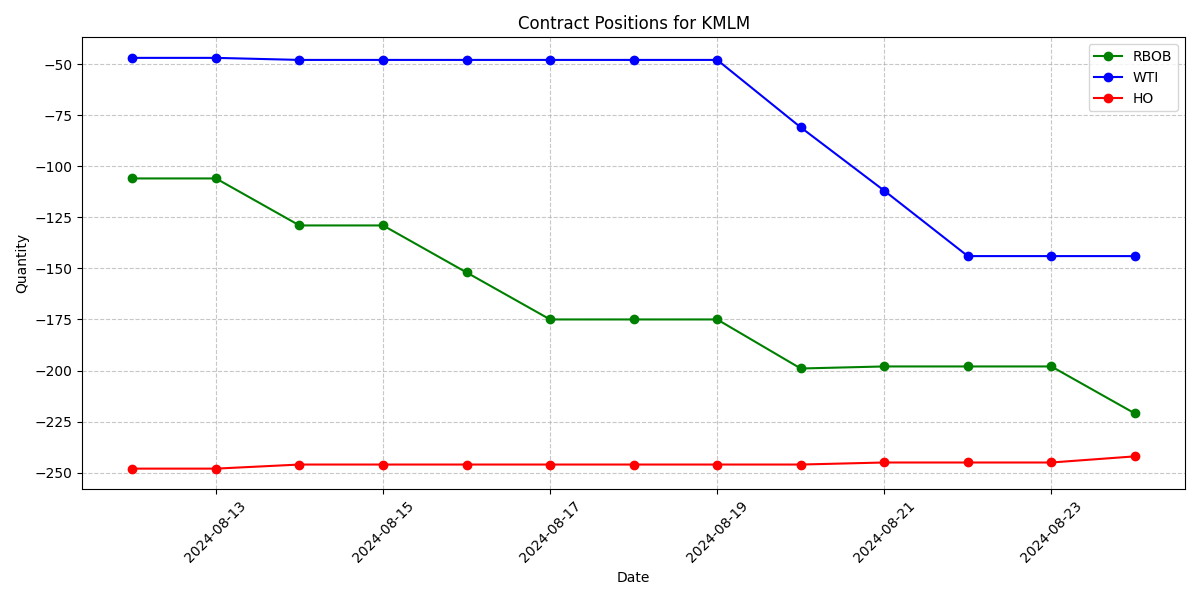 Contract Positions for KMLM
RBOB
WTI
HO
−50
−75
−100
−125
−150
−175
−200
−225
−250
Quantity
2024-08-13
2024-08-15
2024-08-17
2024-08-19
2024-08-21
2024-08-23
Date